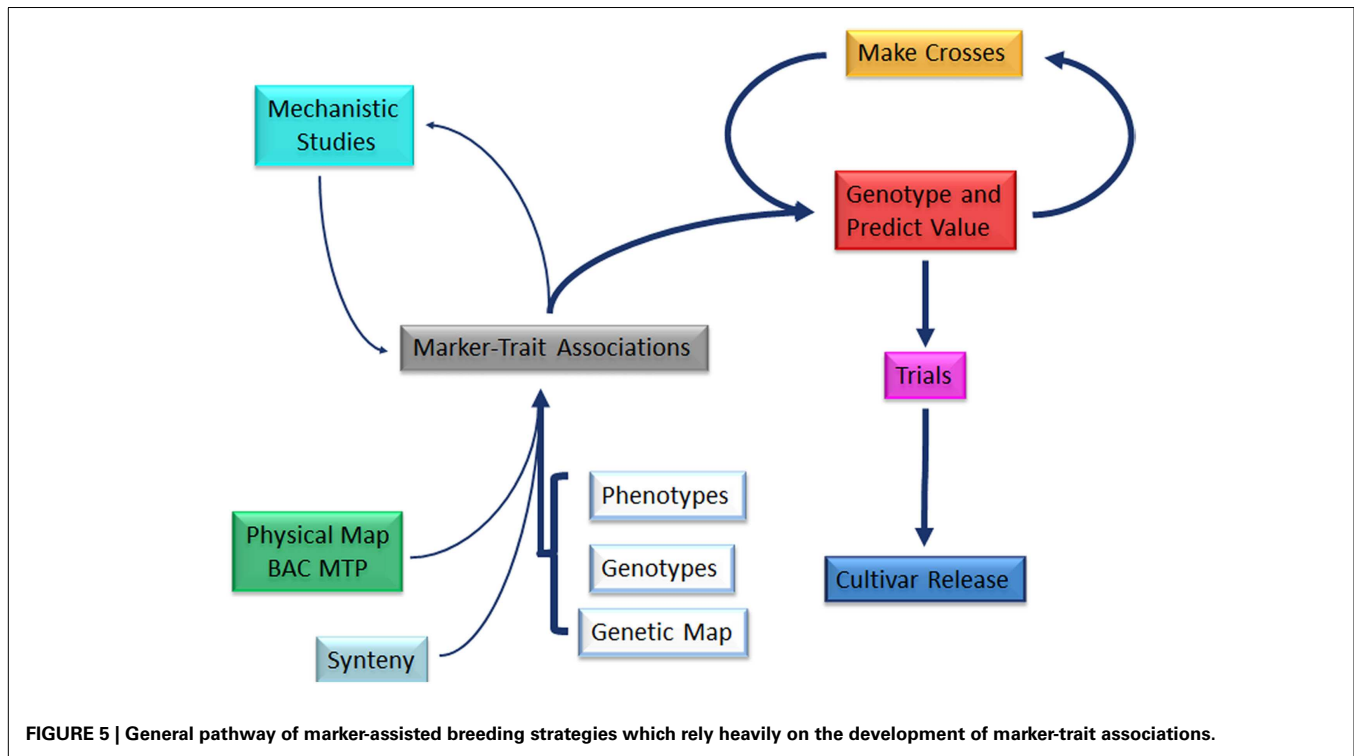 Make Crosses
Mechanistic
Studies
Genotype and
Predict Value
Marker-Trait Associations
Trials
Phenotypes
Physical Map
BAC MTP
Genotypes
Cultivar Release
Genetic Map
Synteny
FIGURE 5 | General pathway of marker-assisted breeding strategies which rely heavily on the development of marker-trait associations.